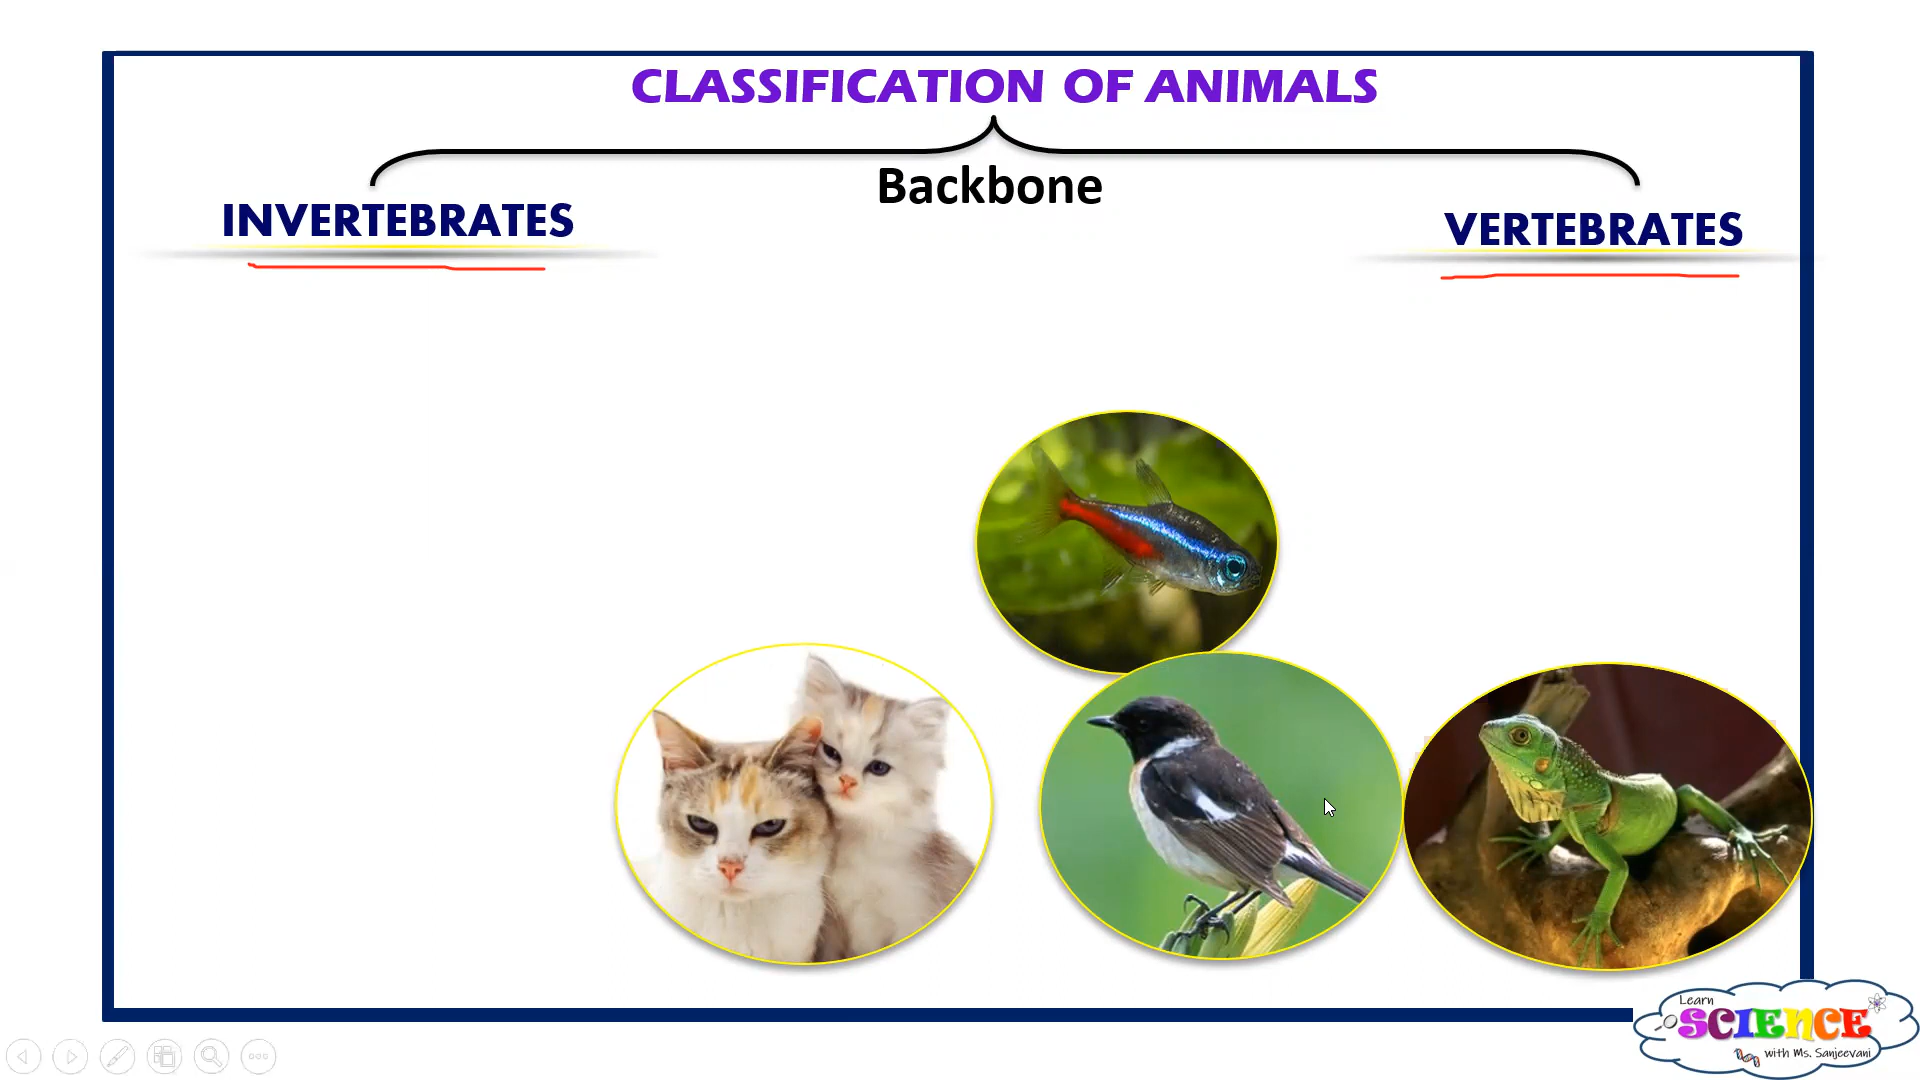 CLASSIFICATION OF ANIMALS
Backbone
INVERTEBRATES
VERTEBRATES
Learn
SCIENCE
with Ms. Sanjeevani